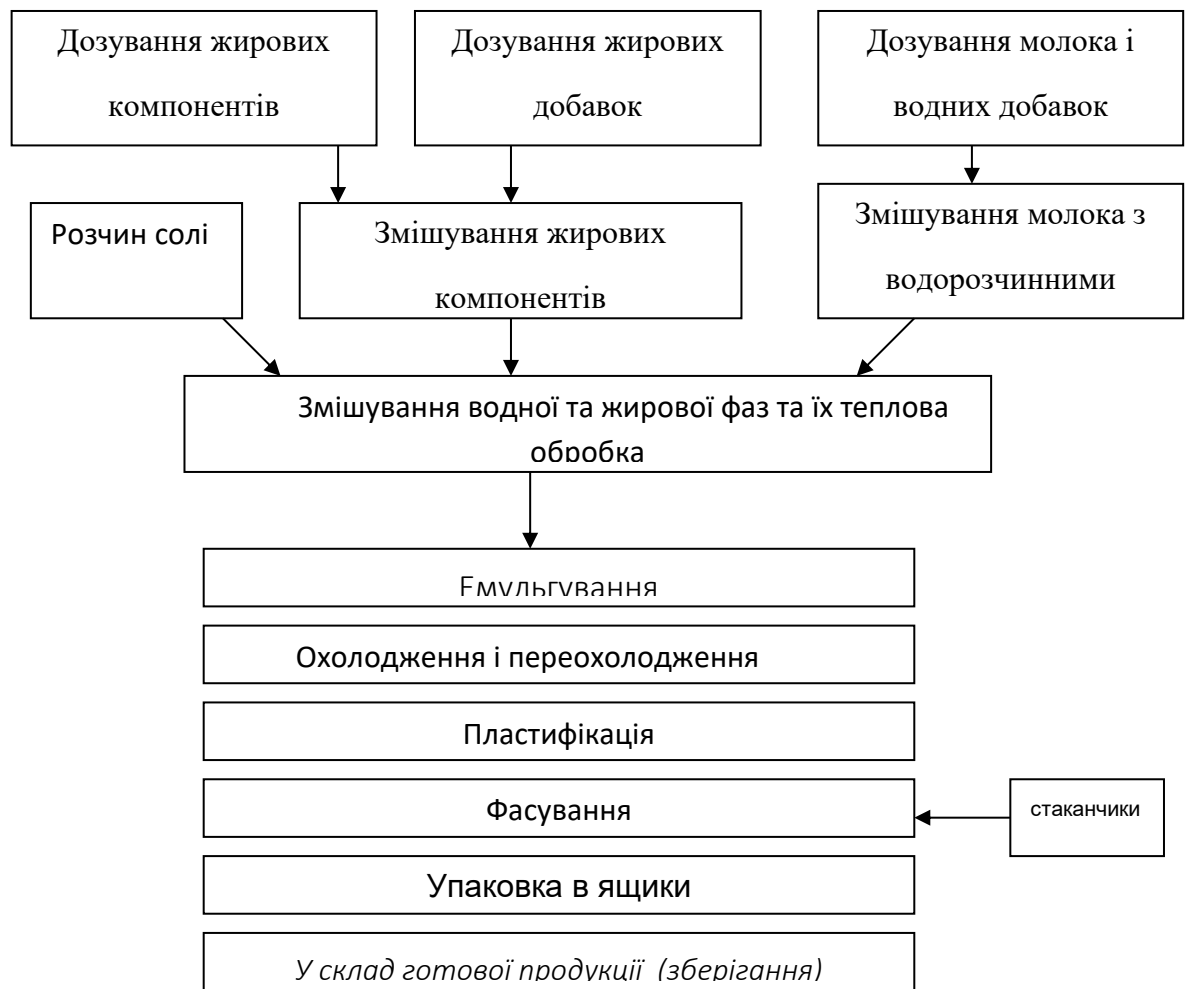 Дозування жирових
компонентів
Дозування жирових
добавок
Дозування молока і
водних добавок
Розчин солі
Змішування жирових
компонентів
Змішування молока з
водорозчинними
Змішування водної та жирової фаз та їх теплова
обробка
Емульгування
Охолодження і переохолодження
Пластифікація
Фасування
стаканчики
Упаковка в ящики
У склад готової продукції (зберігання)